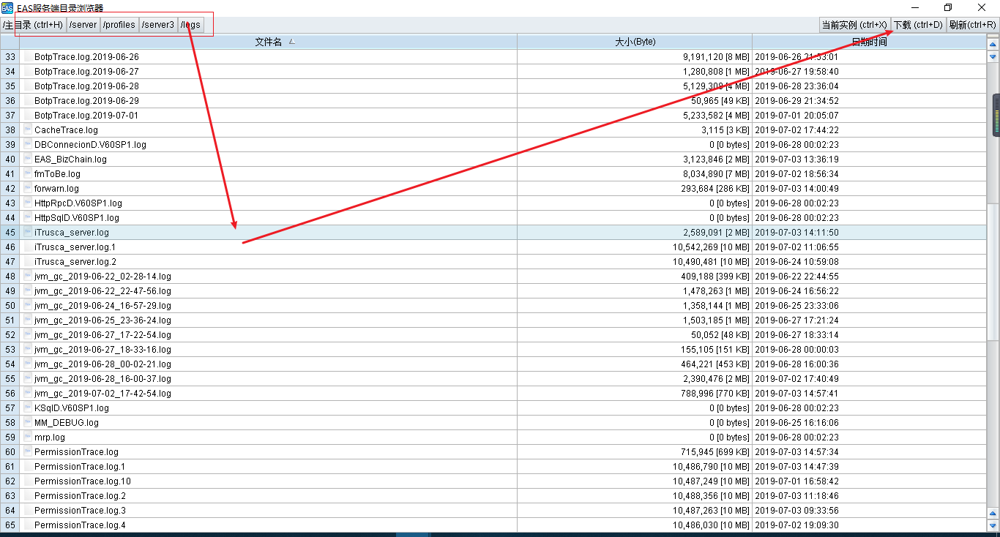 EAS EAS服务端目录浏览器
/主目录 (ctrl+H) /server /profiles /server3 /logs 当前实例 (ctrl+X) 下载 (ctrl+D) 刷新(ctrl+R)
文件名 大小(Byte) 日期时间
33 BotpTrace.log.2019-06-26 9,191,120 [8 MB] 2019-06-26 21:53:01
34 BotpTrace.log.2019-06-27 1,280,808 [1 MB] 2019-06-27 19:58:40
35 BotpTrace.log.2019-06-28 5,129,308 [4 MB] 2019-06-28 23:36:04
36 BotpTrace.log.2019-06-29 50,965 [49 KB] 2019-06-29 21:34:52
37 BotpTrace.log.2019-07-01 5,233,582 [4 MB] 2019-07-01 20:05:07
38 CacheTrace.log 3,115 [3 KB] 2019-07-02 17:44:22
39 DBConnecionD.V60SP1.log 0 [0 bytes] 2019-06-28 00:02:23
40 EAS_BizChain.log 3,123,846 [2 MB] 2019-07-03 13:36:19
41 fmToBe.log 8,034,890 [7 MB] 2019-07-02 18:56:34
42 forwarn.log 293,684 [286 KB] 2019-07-03 14:00:49
43 HttpRpcD.V60SP1.log 0 [0 bytes] 2019-06-28 00:02:23
44 HttpSqlD.V60SP1.log 0 [0 bytes] 2019-06-28 00:02:23
45 iTrusca_server.log 2,589,091 [2 MB] 2019-07-03 14:11:50
46 iTrusca_server.log.1 10,542,269 [10 MB] 2019-07-02 11:06:55
47 iTrusca_server.log.2 10,490,481 [10 MB] 2019-06-24 10:59:08
48 jvm_gc_2019-06-22_02-28-14.log 409,188 [399 KB] 2019-06-22 22:44:55
49 jvm_gc_2019-06-22_22-47-56.log 1,478,263 [1 MB] 2019-06-24 16:56:22
50 jvm_gc_2019-06-24_16-57-29.log 1,358,144 [1 MB] 2019-06-25 23:33:06
51 jvm_gc_2019-06-25_23-36-24.log 1,503,185 [1 MB] 2019-06-27 17:21:24
52 jvm_gc_2019-06-27_17-22-54.log 50,052 [48 KB] 2019-06-27 18:33:14
53 jvm_gc_2019-06-27_18-33-16.log 155,105 [151 KB] 2019-06-28 00:00:03
54 jvm_gc_2019-06-28_00-02-21.log 464,221 [453 KB] 2019-06-28 16:00:36
55 jvm_gc_2019-06-28_16-00-37.log 2,390,476 [2 MB] 2019-07-02 17:40:49
56 jvm_gc_2019-07-02_17-42-54.log 788,996 [770 KB] 2019-07-03 14:57:41
57 KSqlD.V60SP1.log 0 [0 bytes] 2019-06-28 00:02:23
58 MM_DEBUG.log 0 [0 bytes] 2019-06-25 16:16:06
59 mrp.log 0 [0 bytes] 2019-06-28 00:02:23
60 PermissionTrace.log 715,945 [699 KB] 2019-07-03 14:57:34
61 PermissionTrace.log.1 10,486,790 [10 MB] 2019-07-03 14:47:39
62 PermissionTrace.log.10 10,487,249 [10 MB] 2019-07-01 16:58:42
63 PermissionTrace.log.2 10,488,356 [10 MB] 2019-07-03 11:18:46
64 PermissionTrace.log.3 10,487,263 [10 MB] 2019-07-03 09:33:56
65 PermissionTrace.log.4 10,486,030 [10 MB] 2019-07-02 19:09:30